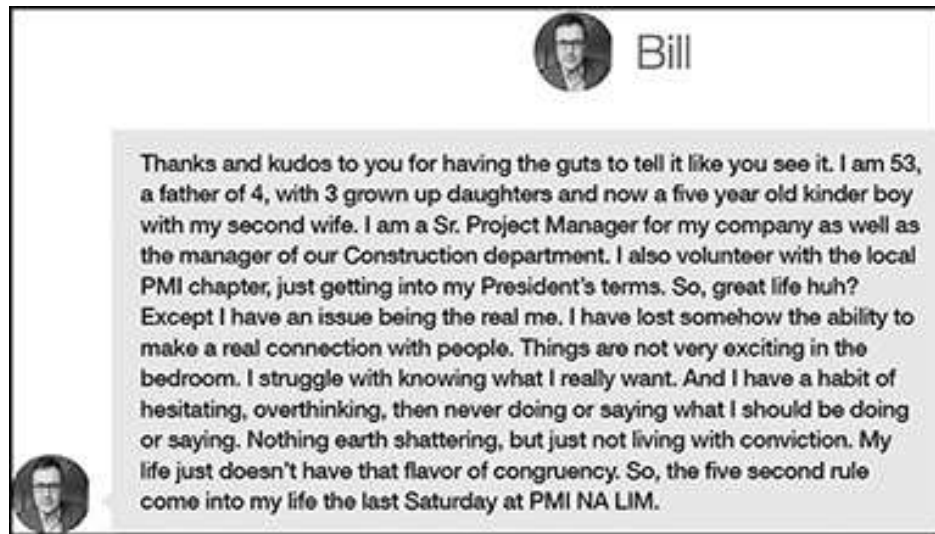 Bill
Thanks and kudos to you for having the guts to tell it like you see it. I am 53,
a father of 4, with 3 grown up daughters and now a five year old kinder boy
with my second wife. I am a Sr. Project Manager for my company as well as
the manager of our Construction department. I also volunteer with the local
PMI chapter, just getting into my President's terms. So, great life huh?
Except I have an issue being the real me. I have lost somehow the ability to
make a real connection with people. Things are not very exciting in the
bedroom. I struggle with knowing what I really want. And I have a habit of
hesitating, overthinking, then never doing or saying what I should be doing
or saying. Nothing earth shattering, but just not living with conviction. My
life just doesn't have that flavor of congruency. So, the five second rule
come into my life the last Saturday at PMI NA LIM.